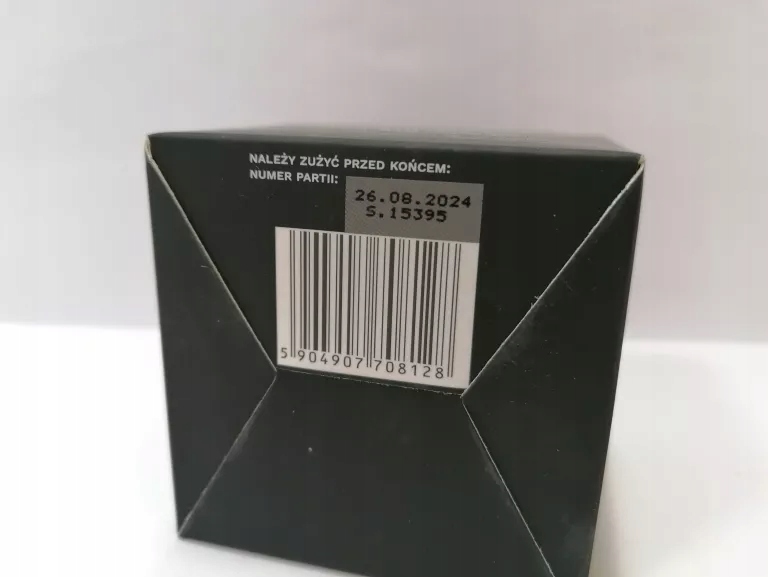 NALEŻY ZUŻYĆ PRZED KOŃCEM:
NUMER PARTII:
26.08.2024
S.15395
5 904907 708128